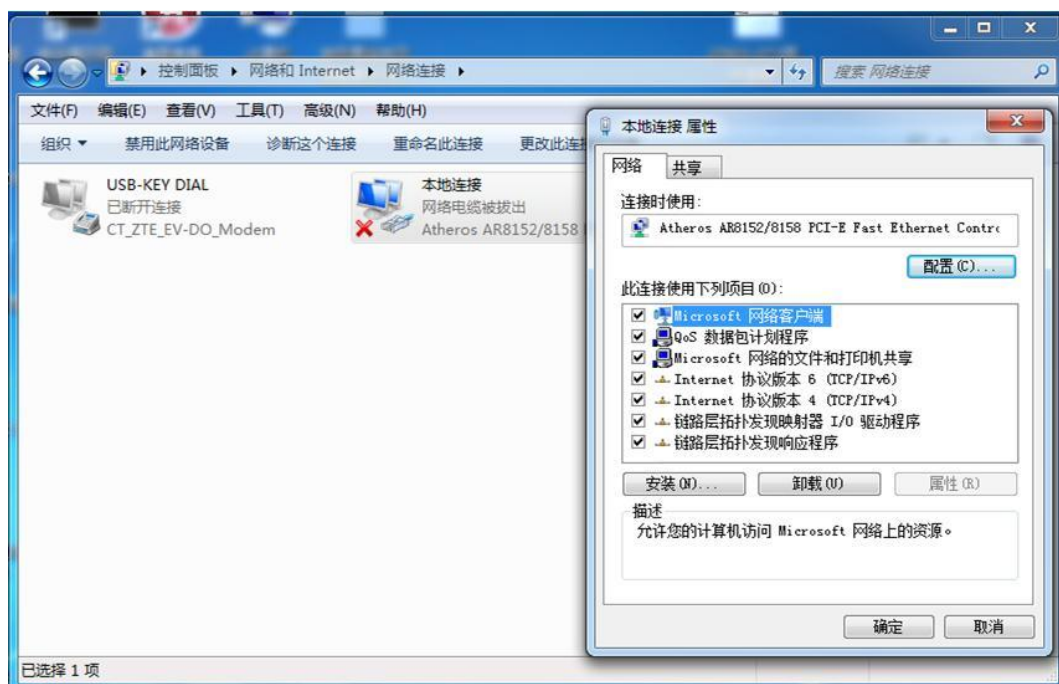 控制面板 ▸ 网络和 Internet ▸ 网络连接 ▸
搜索 网络连接
文件(F) 编辑(E) 查看(V) 工具(T) 高级(N) 帮助(H)
组织 禁用此网络设备 诊断这个连接 重命名此连接 更改此连接
USB-KEY DIAL
已断开连接
CT_ZTE_EV-DO_Modem
本地连接
网络电缆被拔出
Atheros AR8152/8158
本地连接 属性
网络 共享
连接时使用:
Atheros AR8152/8158 PCI-E Fast Ethernet Contr
配置(C)...
此连接使用下列项目(O):
Microsoft 网络客户端
QoS 数据包计划程序
Microsoft 网络的文件和打印机共享
Internet 协议版本 6 (TCP/IPv6)
Internet 协议版本 4 (TCP/IPv4)
链路层拓扑发现映射器 I/O 驱动程序
链路层拓扑发现响应程序
安装(N)... 卸载(U) 属性(R)
描述
允许您的计算机访问 Microsoft 网络上的资源。
确定 取消
已选择 1 项